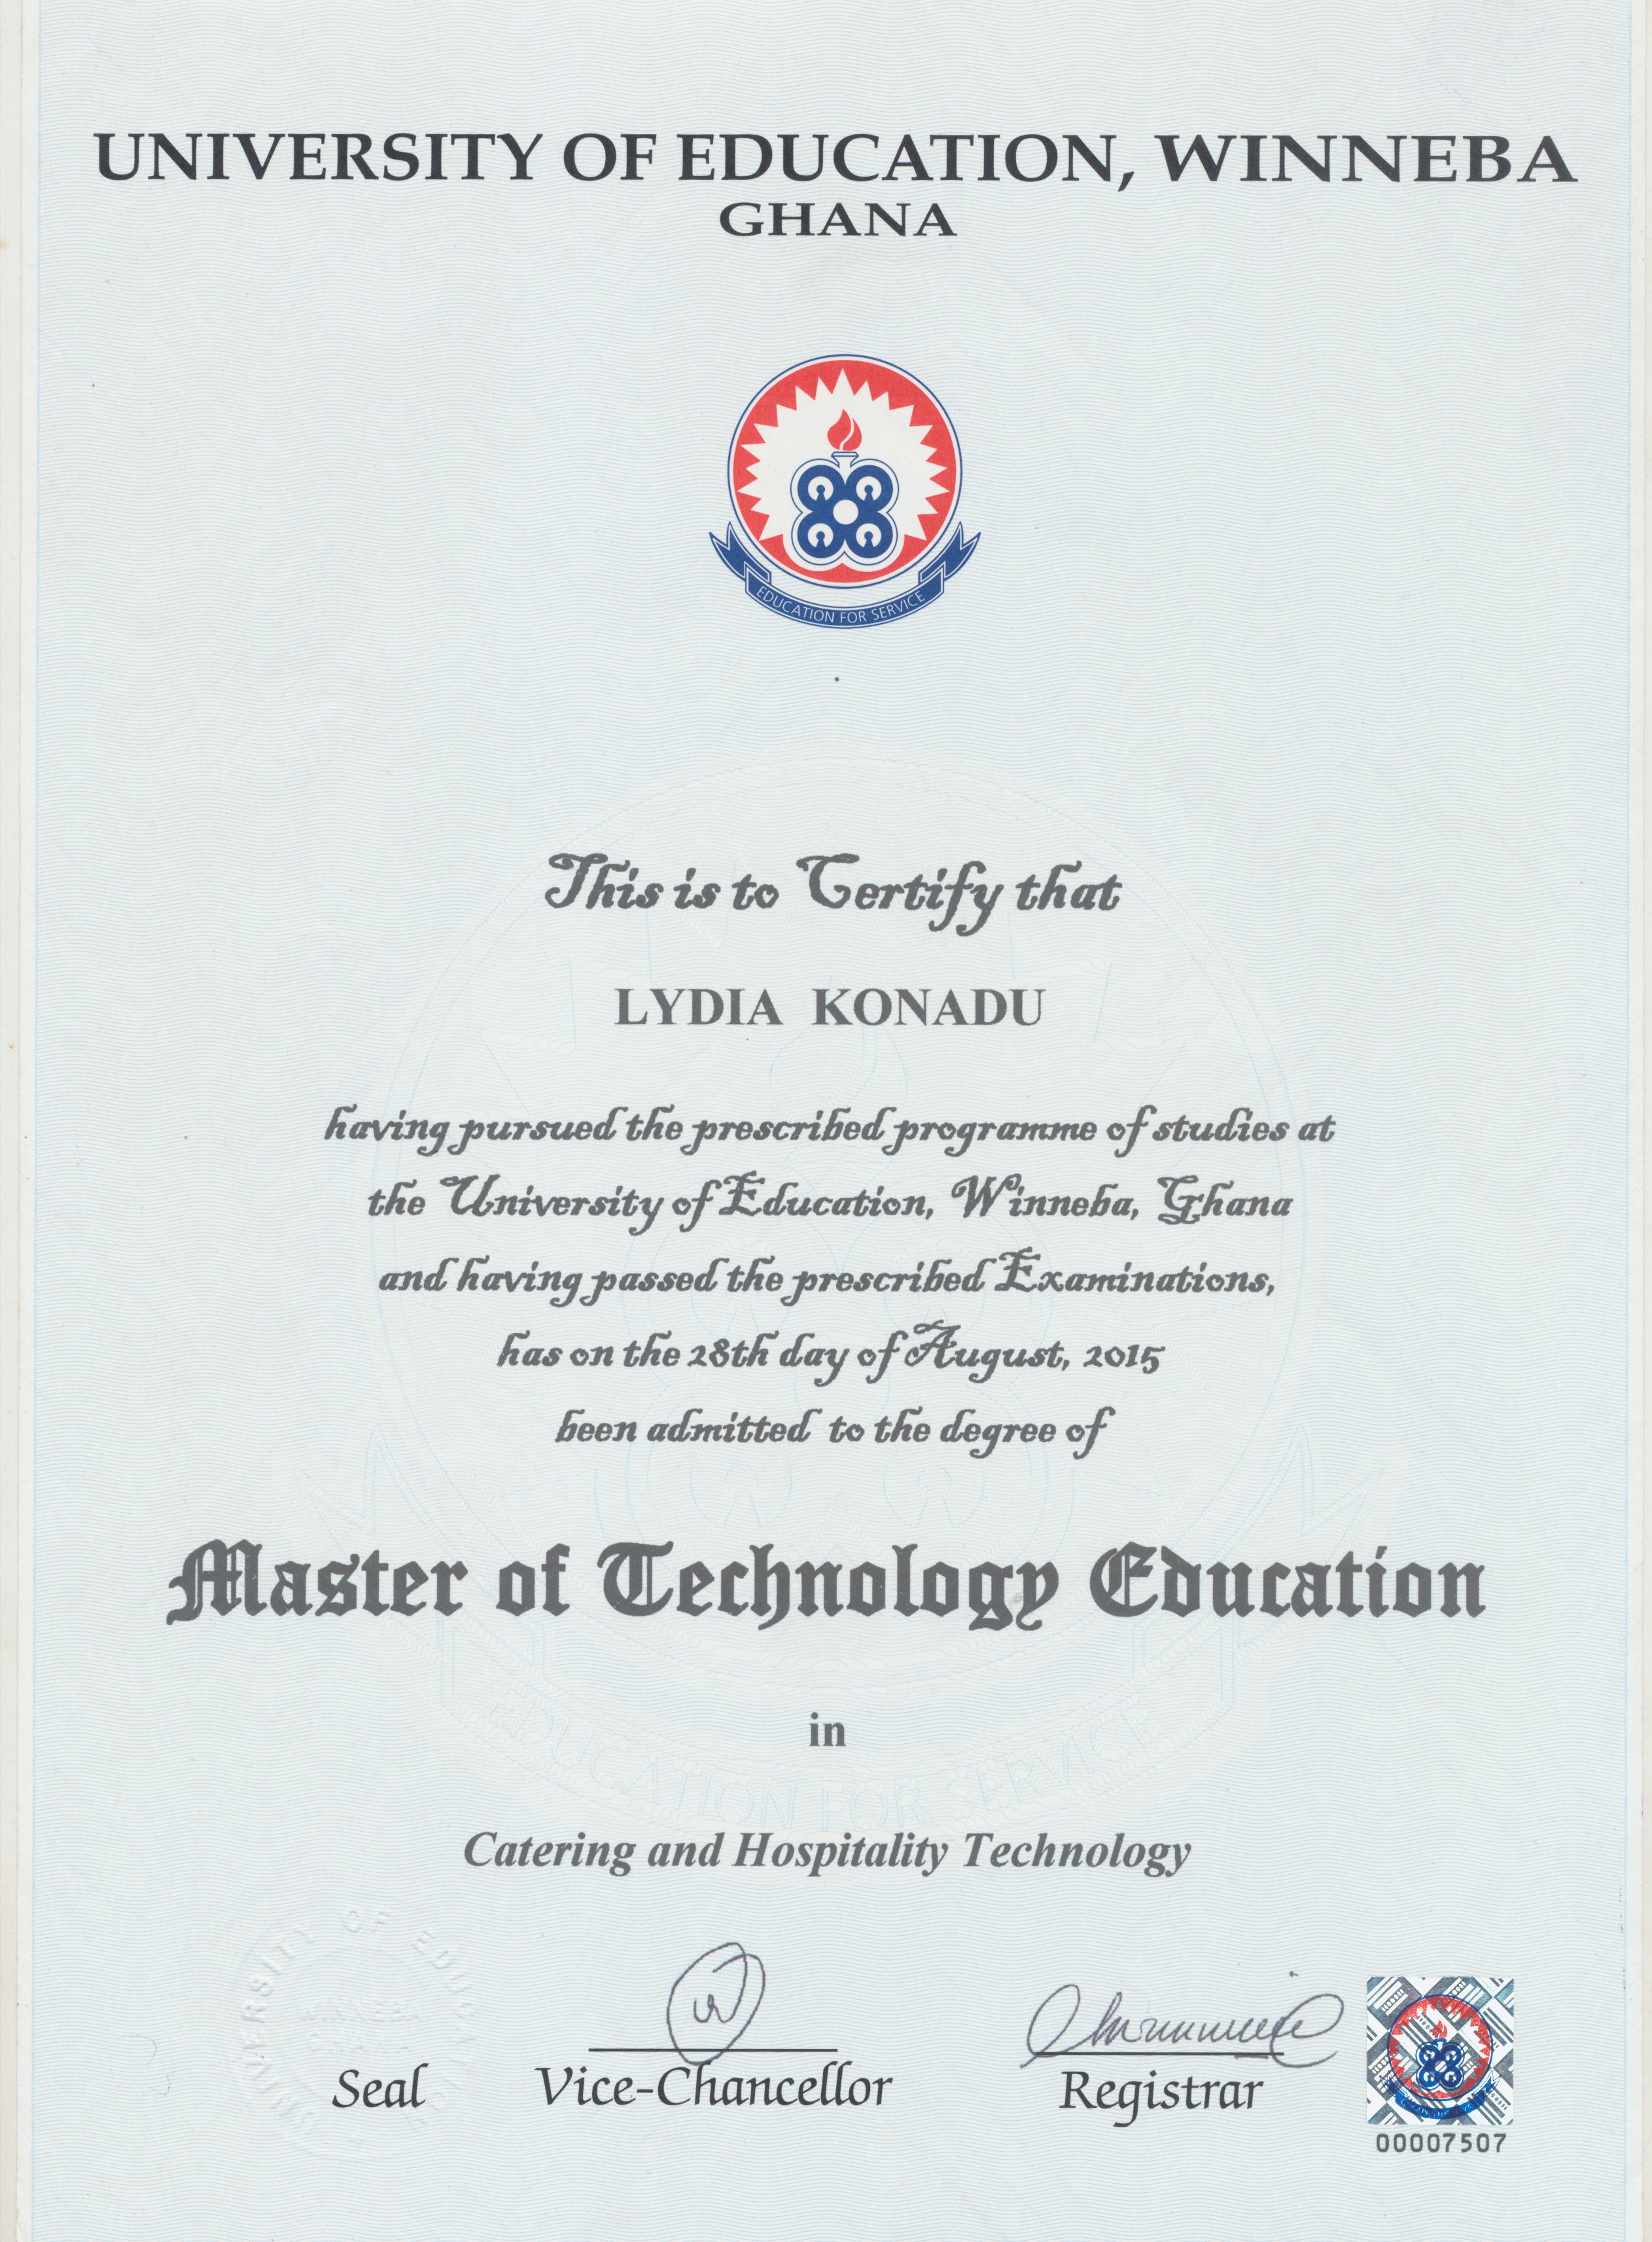 UNIVERSITY OF EDUCATION, WINNEBA
GHANA
EDUCATION FOR SERVICE
This is to Certify that
LYDIA KONADU
having pursued the prescribed programme of studies at
the University of Education, Winneba, Ghana
and having passed the prescribed Examinations,
has on the 28th day of August, 2015
been admitted to the degree of
Master of Technology Education
in
EDUCATION FOR SERVICE
Catering and Hospitality Technology
Seal
Vice-Chancellor
Registrar
00007507